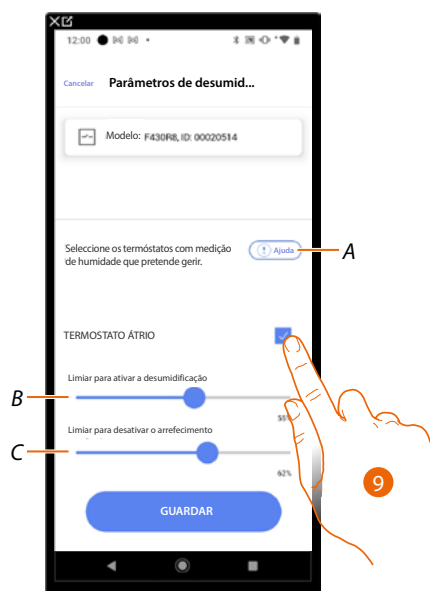 12:00
Cancelar Parâmetros de desumid...
Modelo: F430R8, ID: 00020514
Seleccione os termóstatos com medição
de humidade que pretende gerir.
Ajuda
A
TERMOSTATO ÁTRIO
Limiar para ativar a desumidificação
B
55%
Limiar para desativar o arrefecimento
C
62%
9
GUARDAR